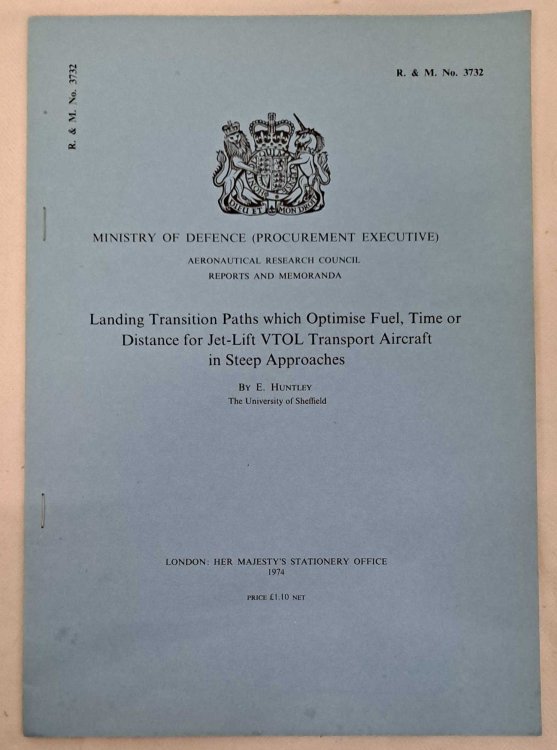 R. & M. No. 3732
R. & M. No. 3732
DIEU ET MON DROIT
MINISTRY OF DEFENCE (PROCUREMENT EXECUTIVE)
AERONAUTICAL RESEARCH COUNCIL
REPORTS AND MEMORANDA
Landing Transition Paths which Optimise Fuel, Time or
Distance for Jet-Lift VTOL Transport Aircraft
in Steep Approaches
By E. Huntley
The University of Sheffield
LONDON: HER MAJESTY'S STATIONERY OFFICE
1974
PRICE £1.10 NET